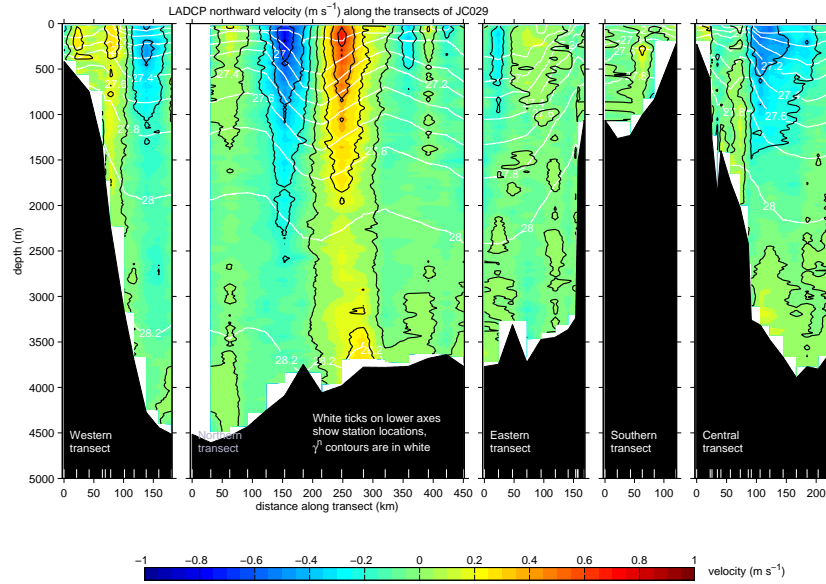 LADCP northward velocity (m s⁻¹) along the transects of JC029
0
500
1000
1500
2000
2500
3000
3500
4000
4500
5000
depth (m)
27.4
27.6
27.8
28
28.2
Western
transect
0 50 100 150
27
27.4
27.6
27.2
27.8
28
28
28.2
28.2
Northern
transect
White ticks on lower axes
show station locations,
γⁿ contours are in white
0 50 100 150 200 250 300 350 400 450
distance along transect (km)
Eastern
transect
0 50 100 150
Southern
transect
0 50 100
27.6
28
Central
transect
0 50 100 150 200
−1 −0.8 −0.6 −0.4 −0.2 0 0.2 0.4 0.6 0.8 1
velocity (m s⁻¹)